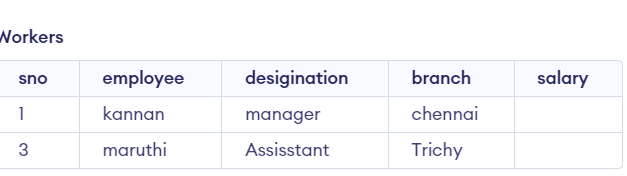 Workers
sno employee desigination branch salary
1 kannan manager chennai
3 maruthi Assisstant Trichy